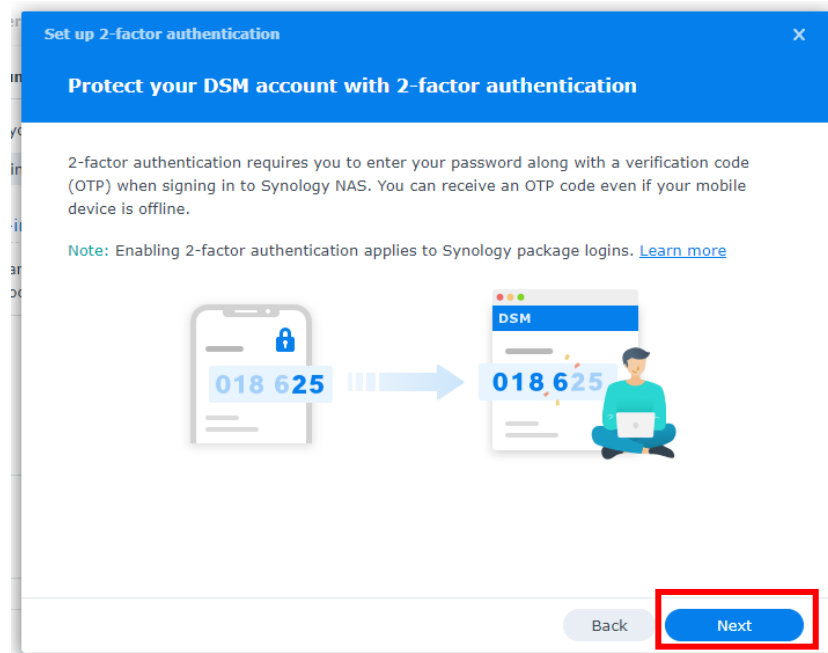 Set up 2-factor authentication
Protect your DSM account with 2-factor authentication
2-factor authentication requires you to enter your password along with a verification code
(OTP) when signing in to Synology NAS. You can receive an OTP code even if your mobile
device is offline.
Note: Enabling 2-factor authentication applies to Synology package logins. Learn more
DSM
018 625
018 625
Back
Next